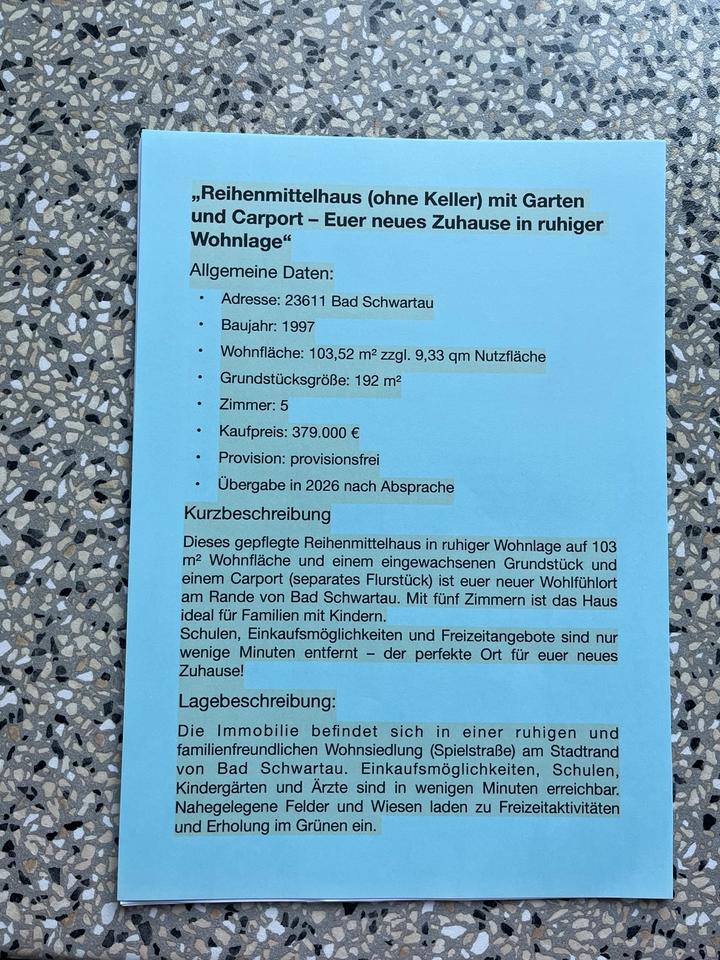 „Reihenmittelhaus (ohne Keller) mit Garten
und Carport – Euer neues Zuhause in ruhiger
Wohnlage“
Allgemeine Daten:
• Adresse: 23611 Bad Schwartau
• Baujahr: 1997
• Wohnfläche: 103,52 m² zzgl. 9,33 qm Nutzfläche
• Grundstücksgröße: 192 m²
• Zimmer: 5
• Kaufpreis: 379.000 €
• Provision: provisionsfrei
• Übergabe in 2026 nach Absprache
Kurzbeschreibung
Dieses gepflegte Reihenmittelhaus in ruhiger Wohnlage auf 103
m² Wohnfläche und einem eingewachsenen Grundstück und
einem Carport (separates Flurstück) ist euer neuer Wohlfühlort
am Rande von Bad Schwartau. Mit fünf Zimmern ist das Haus
ideal für Familien mit Kindern.
Schulen, Einkaufsmöglichkeiten und Freizeitangebote sind nur
wenige Minuten entfernt – der perfekte Ort für euer neues
Zuhause!
Lagebeschreibung:
Die Immobilie befindet sich in einer ruhigen und
familienfreundlichen Wohnsiedlung (Spielstraße) am Stadtrand
von Bad Schwartau. Einkaufsmöglichkeiten, Schulen,
Kindergärten und Ärzte sind in wenigen Minuten erreichbar.
Nahegelegene Felder und Wiesen laden zu Freizeitaktivitäten
und Erholung im Grünen ein.